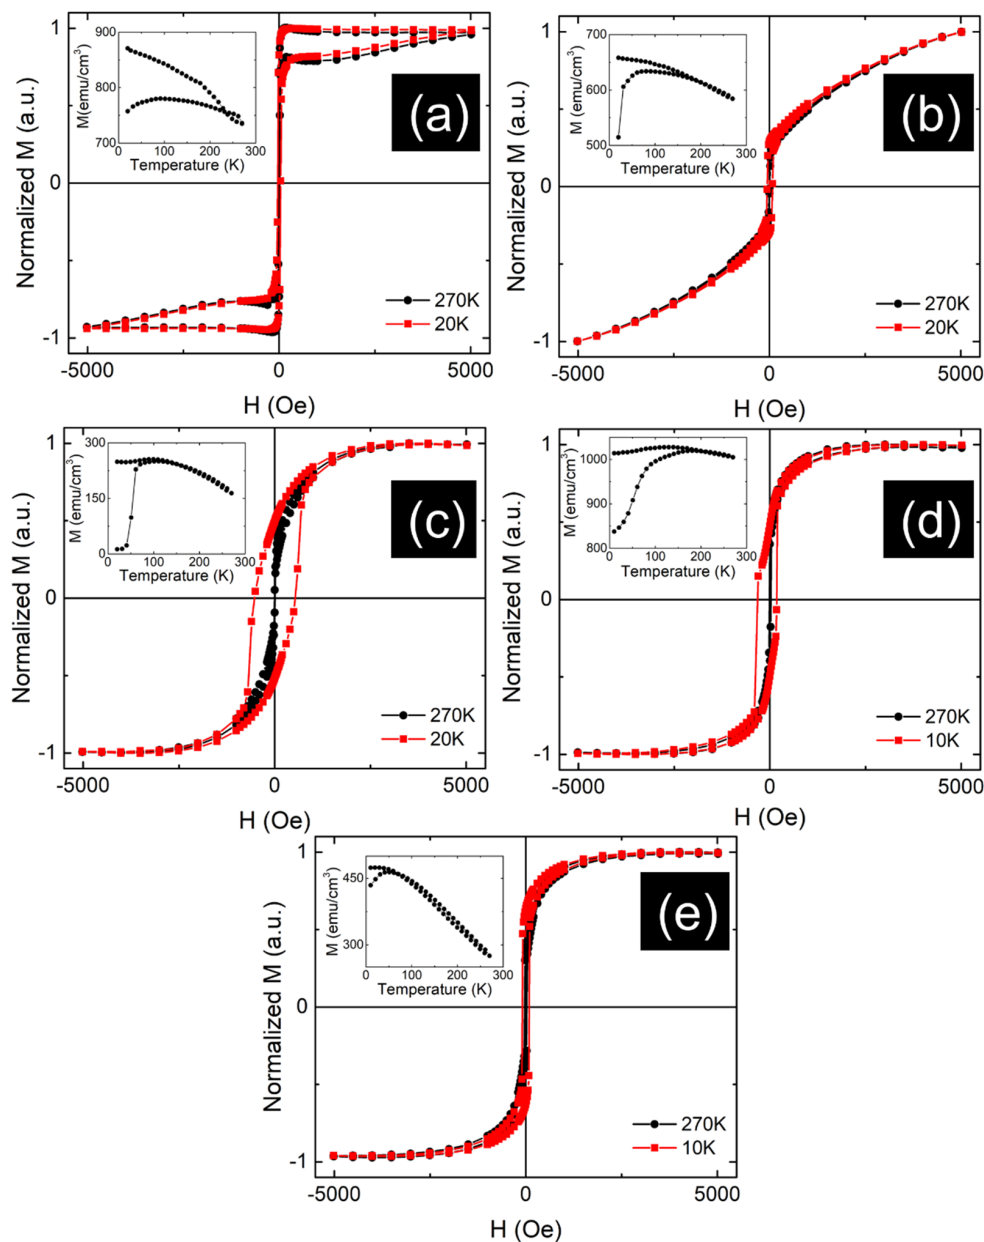 1
0
-1
Normalized M (a.u.)
-5000
0
5000
H (Oe)
900
800
700
M(emu/cm³)
0
100
200
300
Temperature (K)
(a)
270K
20K
1
0
-1
Normalized M (a.u.)
-5000
0
5000
H (Oe)
700
600
500
M (emu/cm³)
0
100
200
300
Temperature (K)
(b)
270K
20K
1
0
-1
Normalized M (a.u.)
-5000
0
5000
H (Oe)
300
150
0
M (emu/cm³)
0
100
200
300
Temperature (K)
(c)
270K
20K
1
0
-1
Normalized M (a.u.)
-5000
0
5000
H (Oe)
1000
900
800
M (emu/cm³)
0
100
200
300
Temperature (K)
(d)
270K
10K
1
0
-1
Normalized M (a.u.)
-5000
0
5000
H (Oe)
450
300
M (emu/cm³)
0
100
200
300
Temperature (K)
(e)
270K
10K